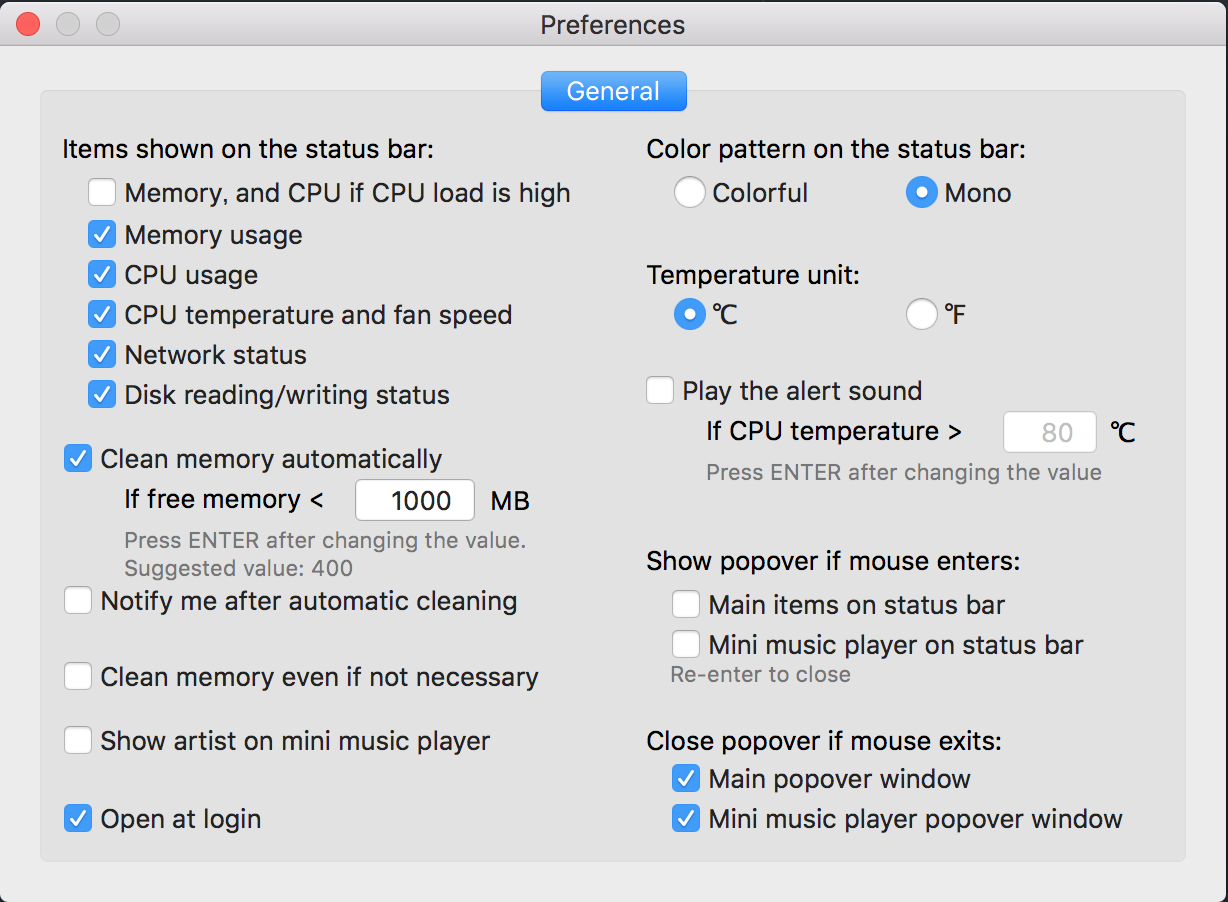 Preferences
General
Items shown on the status bar:
Memory, and CPU if CPU load is high
Memory usage
CPU usage
CPU temperature and fan speed
Network status
Disk reading/writing status
Clean memory automatically
If free memory < 1000 MB
Press ENTER after changing the value.
Suggested value: 400
Notify me after automatic cleaning
Clean memory even if not necessary
Show artist on mini music player
Open at login
Color pattern on the status bar:
Colorful Mono
Temperature unit:
℃ ℉
Play the alert sound
If CPU temperature > 80 ℃
Press ENTER after changing the value
Show popover if mouse enters:
Main items on status bar
Mini music player on status bar
Re-enter to close
Close popover if mouse exits:
Main popover window
Mini music player popover window